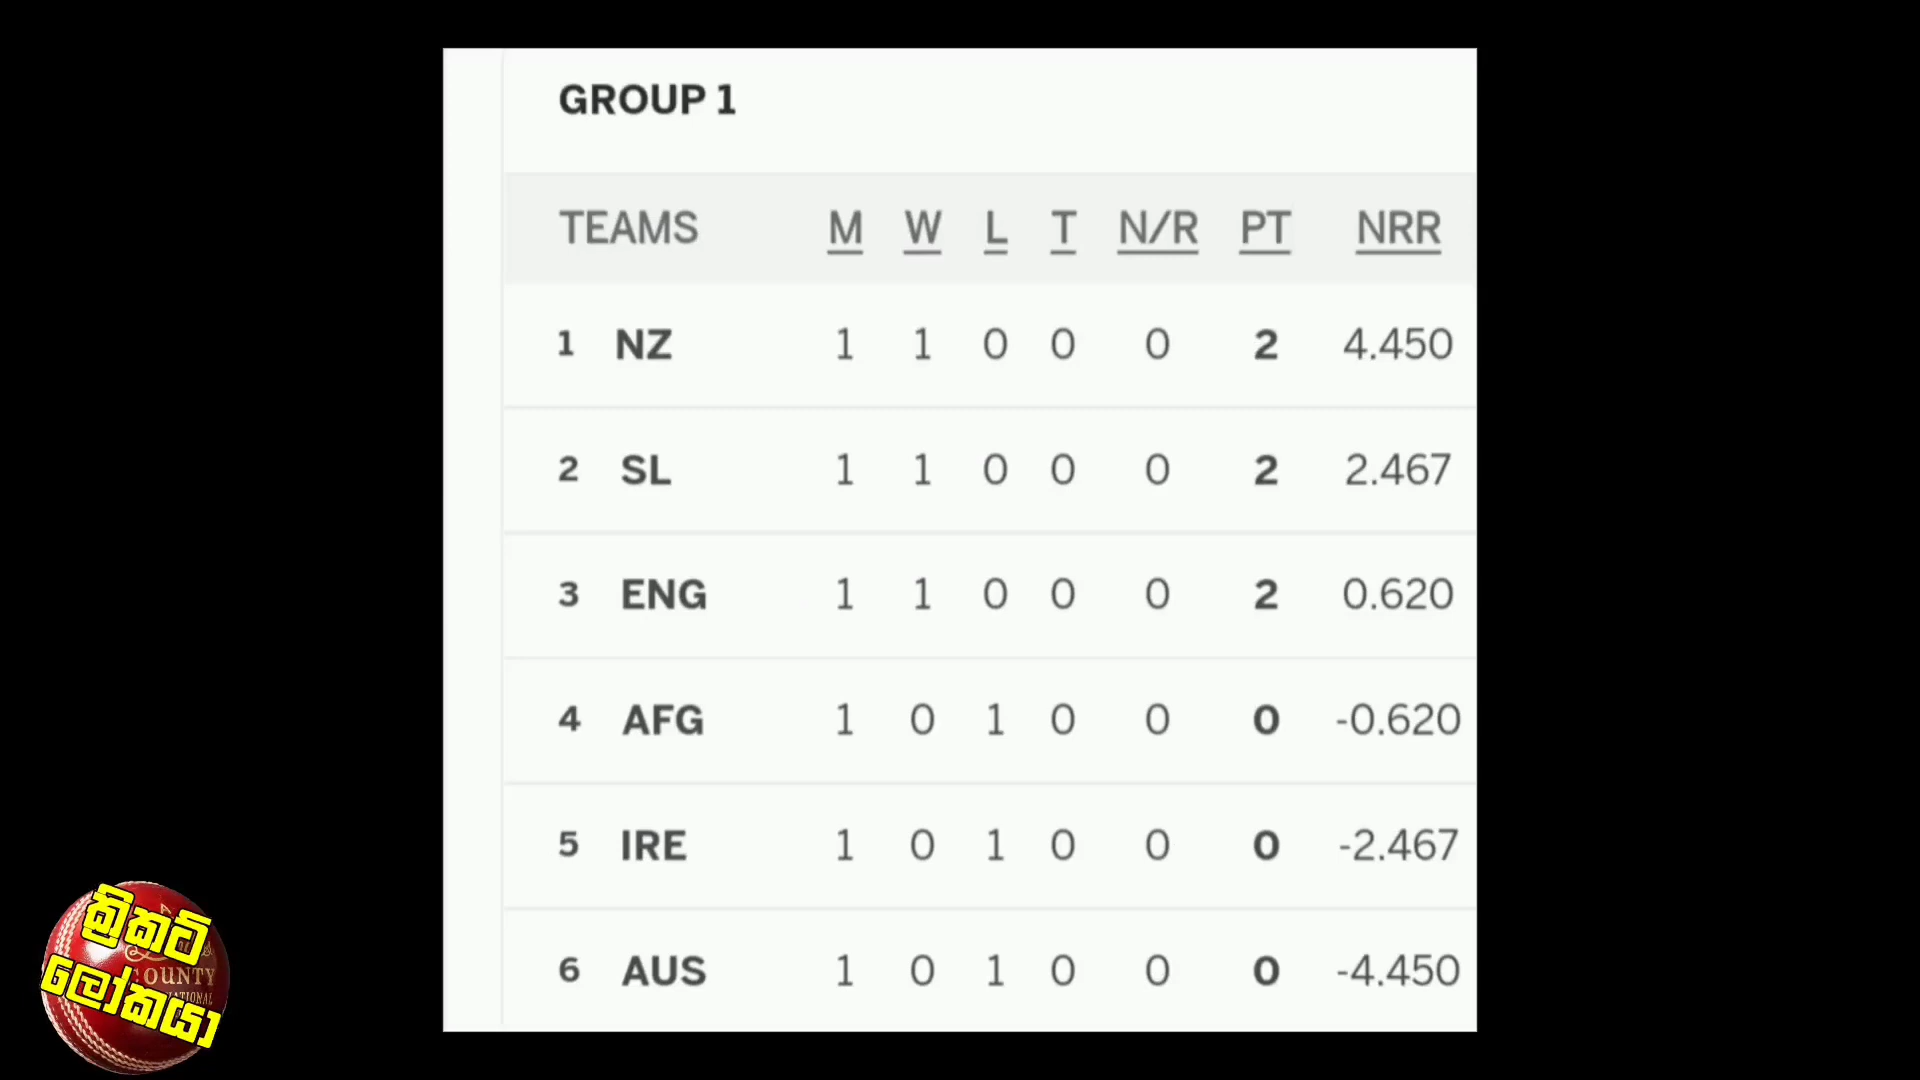 GROUP 1
TEAMS M W L T N/R PT NRR
1 NZ 1 1 0 0 0 2 4.450
2 SL 1 1 0 0 0 2 2.467
3 ENG 1 1 0 0 0 2 0.620
4 AFG 1 0 1 0 0 0 -0.620
5 IRE 1 0 1 0 0 0 -2.467
6 AUS 1 0 1 0 0 0 -4.450
ක්‍රිකට්
ලෝකයා
COUNTY